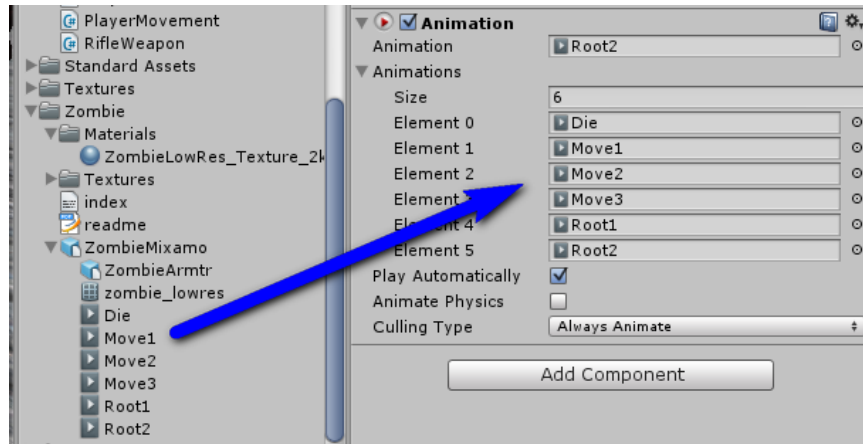 PlayerMovement
RifleWeapon
Standard Assets
Textures
Zombie
Materials
ZombieLowRes_Texture_2k
Textures
index
readme
ZombieMixamo
ZombieArmtr
zombie_lowres
Die
Move1
Move2
Move3
Root1
Root2
Animation
Animation Root2
Animations
Size 6
Element 0 Die
Element 1 Move1
Element 2 Move2
Element Move3
Element 4 Root1
Element 5 Root2
Play Automatically
Animate Physics
Culling Type Always Animate
Add Component